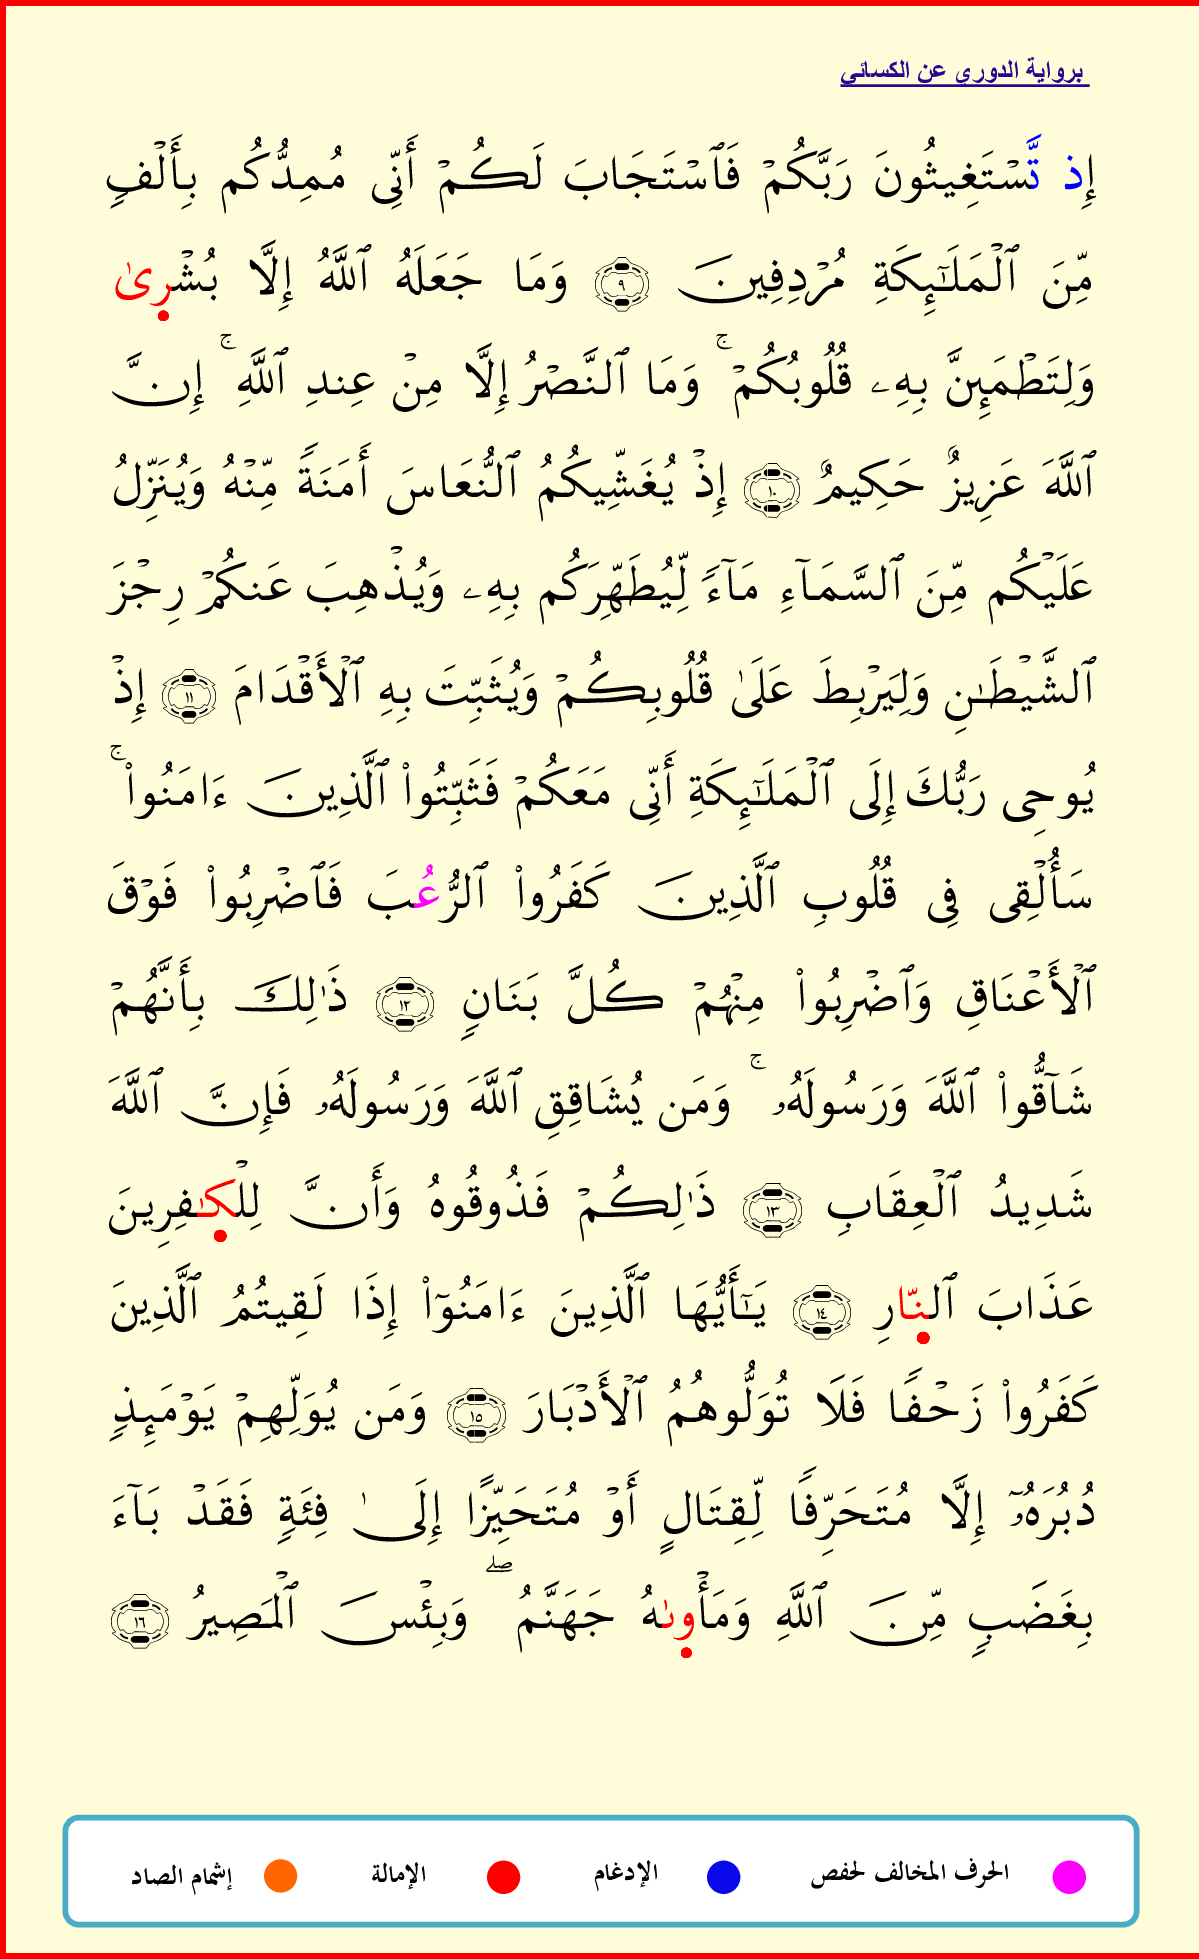 برواية الدوري عن الكسائي
إِذ تَّسْتَغِيثُونَ رَبَّكُمْ فَٱسْتَجَابَ لَكُمْ أَنِّى مُمِدُّكُم بِأَلْفٍ
مِّنَ ٱلْمَلَٰٓئِكَةِ مُرْدِفِينَ ٩ وَمَا جَعَلَهُ ٱللَّهُ إِلَّا بُشْرِىٰ
وَلِتَطْمَئِنَّ بِهِۦ قُلُوبُكُمْ ۚ وَمَا ٱلنَّصْرُ إِلَّا مِنْ عِندِ ٱللَّهِ ۚ إِنَّ
ٱللَّهَ عَزِيزٌ حَكِيمٌ ١٠ إِذْ يُغَشِّيكُمُ ٱلنُّعَاسَ أَمَنَةً مِّنْهُ وَيُنَزِّلُ
عَلَيْكُم مِّنَ ٱلسَّمَآءِ مَآءً لِّيُطَهِّرَكُم بِهِۦ وَيُذْهِبَ عَنكُمْ رِجْزَ
ٱلشَّيْطَٰنِ وَلِيَرْبِطَ عَلَىٰ قُلُوبِكُمْ وَيُثَبِّتَ بِهِ ٱلْأَقْدَامَ ١١ إِذْ
يُوحِى رَبُّكَ إِلَى ٱلْمَلَٰٓئِكَةِ أَنِّى مَعَكُمْ فَثَبِّتُوا۟ ٱلَّذِينَ ءَامَنُوا۟ ۚ
سَأُلْقِى فِى قُلُوبِ ٱلَّذِينَ كَفَرُوا۟ ٱلرُّعُبَ فَٱضْرِبُوا۟ فَوْقَ
ٱلْأَعْنَاقِ وَٱضْرِبُوا۟ مِنْهُمْ كُلَّ بَنَانٍ ١٢ ذَٰلِكَ بِأَنَّهُمْ
شَآقُّوا۟ ٱللَّهَ وَرَسُولَهُۥ ۚ وَمَن يُشَاقِقِ ٱللَّهَ وَرَسُولَهُۥ فَإِنَّ ٱللَّهَ
شَدِيدُ ٱلْعِقَابِ ١٣ ذَٰلِكُمْ فَذُوقُوهُ وَأَنَّ لِلْكَٰفِرِينَ
عَذَابَ ٱلنّارِ ١٤ يَٰٓأَيُّهَا ٱلَّذِينَ ءَامَنُوٓا۟ إِذَا لَقِيتُمُ ٱلَّذِينَ
كَفَرُوا۟ زَحْفًا فَلَا تُوَلُّوهُمُ ٱلْأَدْبَارَ ١٥ وَمَن يُوَلِّهِمْ يَوْمَئِذٍ
دُبُرَهُۥٓ إِلَّا مُتَحَرِّفًا لِّقِتَالٍ أَوْ مُتَحَيِّزًا إِلَىٰ فِئَةٍ فَقَدْ بَآءَ
بِغَضَبٍ مِّنَ ٱللَّهِ وَمَأْوىٰهُ جَهَنَّمُ ۖ وَبِئْسَ ٱلْمَصِيرُ ١٦
الحرف المخالف لحفص الإدغام الإمالة إشمام الصاد